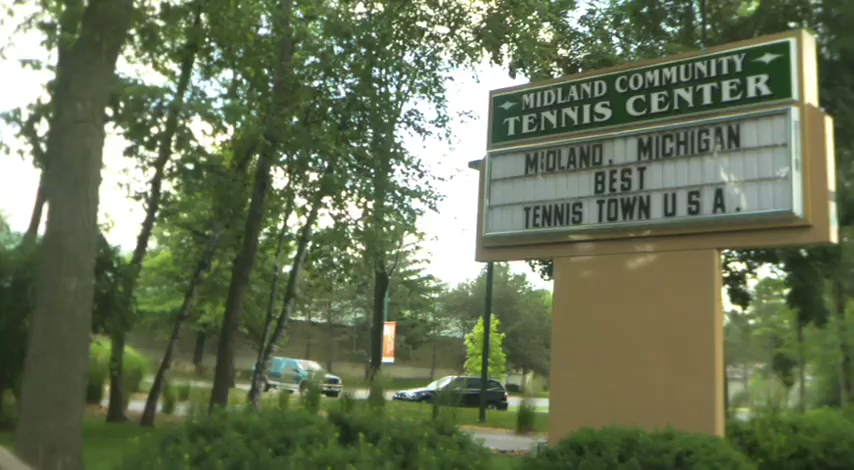 MIDLAND COMMUNITY
TENNIS CENTER
MIDLAND, MICHIGAN
BEST
TENNIS TOWN U S A.